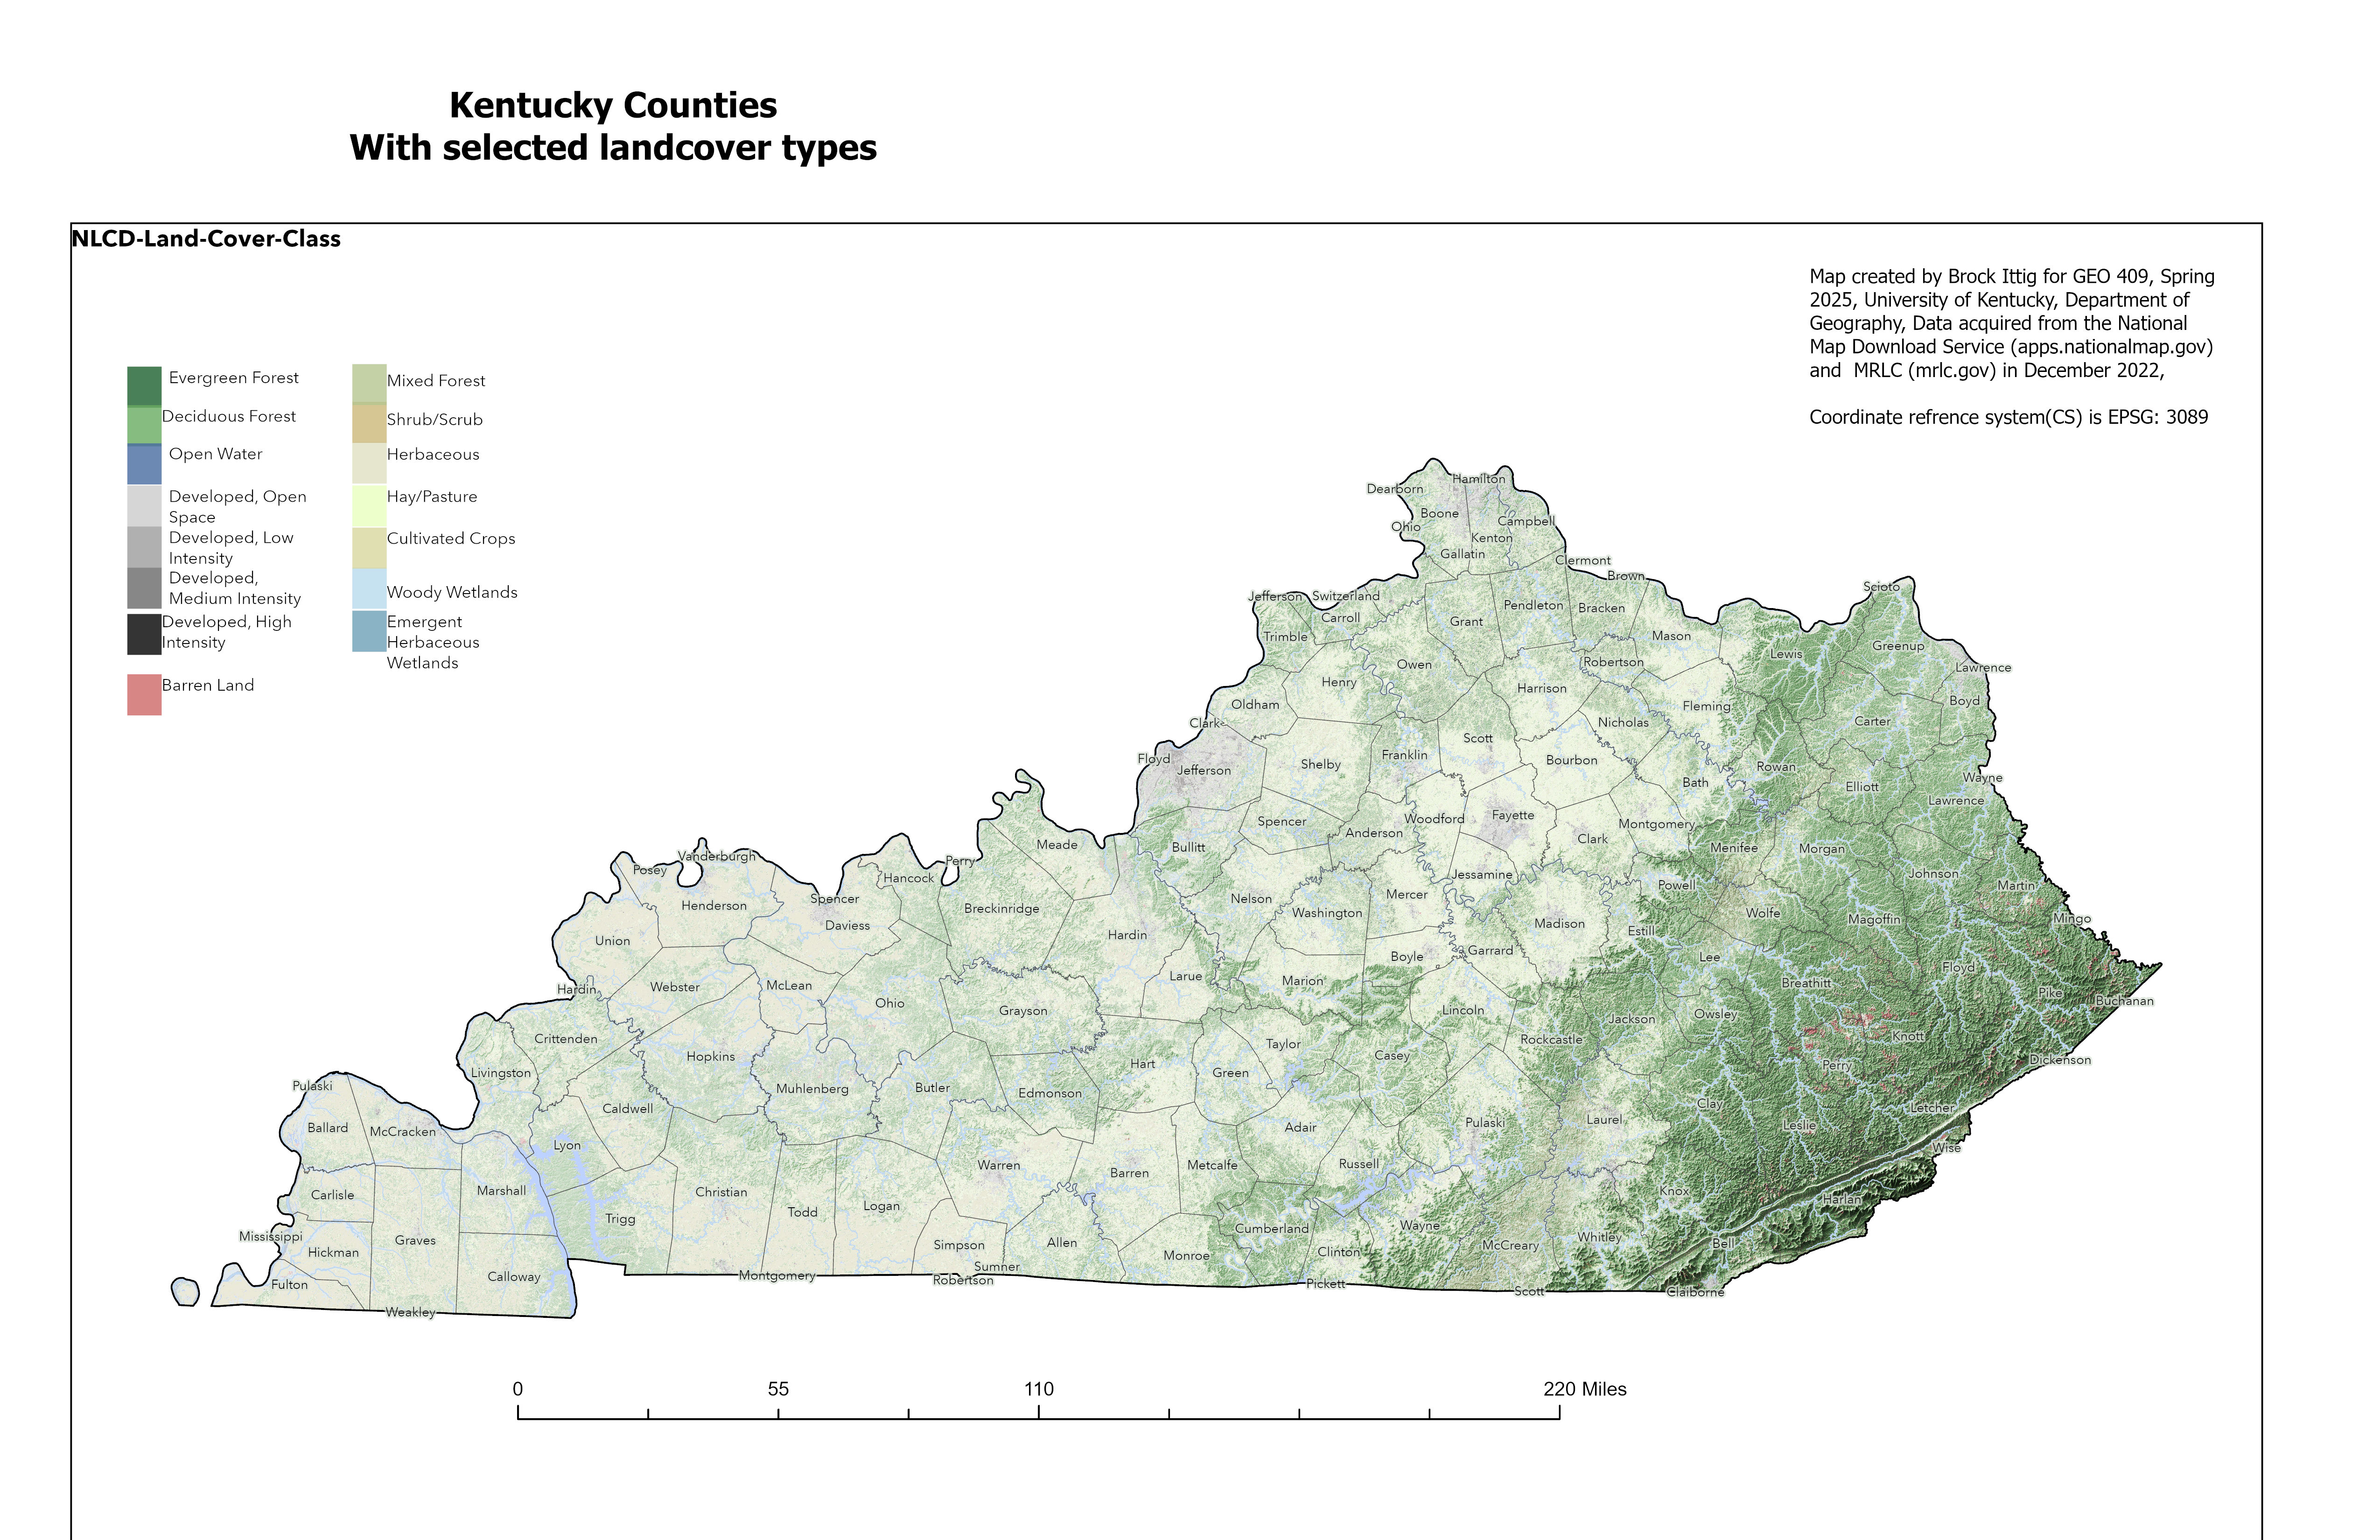 Kentucky Counties
With selected landcover types
NLCD-Land-Cover-Class
Map created by Brock Ittig for GEO 409, Spring
2025, University of Kentucky, Department of
Geography, Data acquired from the National
Map Download Service (apps.nationalmap.gov)
and  MRLC (mrlc.gov) in December 2022,
Coordinate refrence system(CS) is EPSG: 3089
Evergreen Forest
Deciduous Forest
Open Water
Developed, Open
Space
Developed, Low
Intensity
Developed,
Medium Intensity
Developed, High
Intensity
Barren Land
Mixed Forest
Shrub/Scrub
Herbaceous
Hay/Pasture
Cultivated Crops
Woody Wetlands
Emergent
Herbaceous
Wetlands
Hamilton
Dearborn
Boone
Campbell
Ohio
Kenton
Gallatin
Clermont
Brown
Scioto
Jefferson
Switzerland
Pendleton
Bracken
Carroll
Grant
Trimble
Mason
Greenup
Lewis
Robertson
Owen
Lawrence
Henry
Harrison
Boyd
Oldham
Fleming
Clark
Nicholas
Carter
Scott
Franklin
Floyd
Bourbon
Shelby
Rowan
Jefferson
Wayne
Bath
Elliott
Lawrence
Fayette
Woodford
Spencer
Montgomery
Anderson
Clark
Meade
Bullitt
Menifee
Morgan
Vanderburgh
Perry
Posey
Johnson
Jessamine
Hancock
Powell
Martin
Mercer
Spencer
Nelson
Henderson
Breckinridge
Washington
Wolfe
Mingo
Magoffin
Daviess
Madison
Estill
Hardin
Union
Garrard
Boyle
Lee
Floyd
Larue
Marion
Breathitt
McLean
Webster
Hardin
Pike
Buchanan
Ohio
Grayson
Lincoln
Owsley
Jackson
Knott
Crittenden
Rockcastle
Taylor
Casey
Hopkins
Dickenson
Hart
Perry
Livingston
Green
Pulaski
Butler
Muhlenberg
Edmonson
Clay
Letcher
Caldwell
Laurel
Pulaski
Leslie
Ballard
Adair
McCracken
Lyon
Wise
Russell
Metcalfe
Warren
Barren
Marshall
Knox
Christian
Carlisle
Harlan
Logan
Todd
Trigg
Wayne
Cumberland
Mississippi
Whitley
Graves
Allen
Bell
Simpson
McCreary
Hickman
Clinton
Monroe
Sumner
Calloway
Montgomery
Robertson
Pickett
Fulton
Scott
Claiborne
Weakley
0
55
110
220 Miles